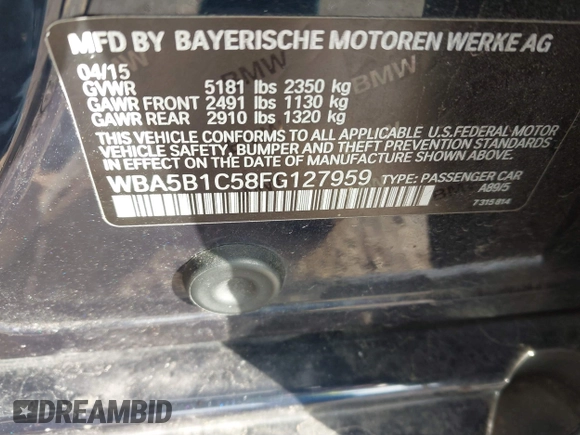 MFD BY BAYERISCHE MOTOREN WERKE AG
04/15
GVWR 5181 lbs 2350 kg
GAWR FRONT 2491 lbs 1130 kg
GAWR REAR 2910 lbs 1320 kg
THIS VEHICLE CONFORMS TO ALL APPLICABLE U.S.FEDERAL MOTOR
VEHICLE SAFETY, BUMPER AND THEFT PREVENTION STANDARDS
IN EFFECT ON THE DATE OF MANUFACTURE SHOWN ABOVE.
WBA5B1C58FG127959 TYPE: PASSENGER CAR
A89/5
7315814
BMW
BMW
BMW
DREAMBID